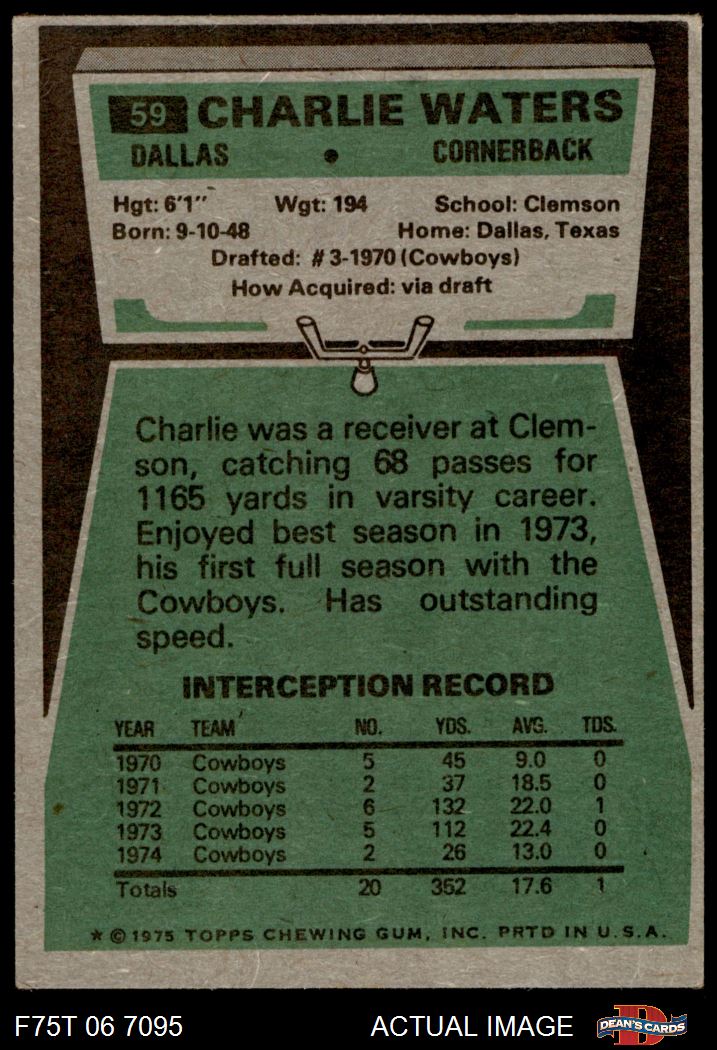 59 CHARLIE WATERS
DALLAS • CORNERBACK
Hgt: 6'1" Wgt: 194 School: Clemson
Born: 9-10-48 Home: Dallas, Texas
Drafted: #3-1970 (Cowboys)
How Acquired: via draft
Charlie was a receiver at Clem-
son, catching 68 passes for
1165 yards in varsity career.
Enjoyed best season in 1973,
his first full season with the
Cowboys. Has outstanding
speed.
INTERCEPTION RECORD
YEAR TEAM NO. YDS. AVG. TDS.
1970 Cowboys 5 45 9.0 0
1971 Cowboys 2 37 18.5 0
1972 Cowboys 6 132 22.0 1
1973 Cowboys 5 112 22.4 0
1974 Cowboys 2 26 13.0 0
Totals 20 352 17.6 1
* © 1975 TOPPS CHEWING GUM, INC. PRTD IN U.S.A.
F75T 06 7095 ACTUAL IMAGE DEAN'S CARDS